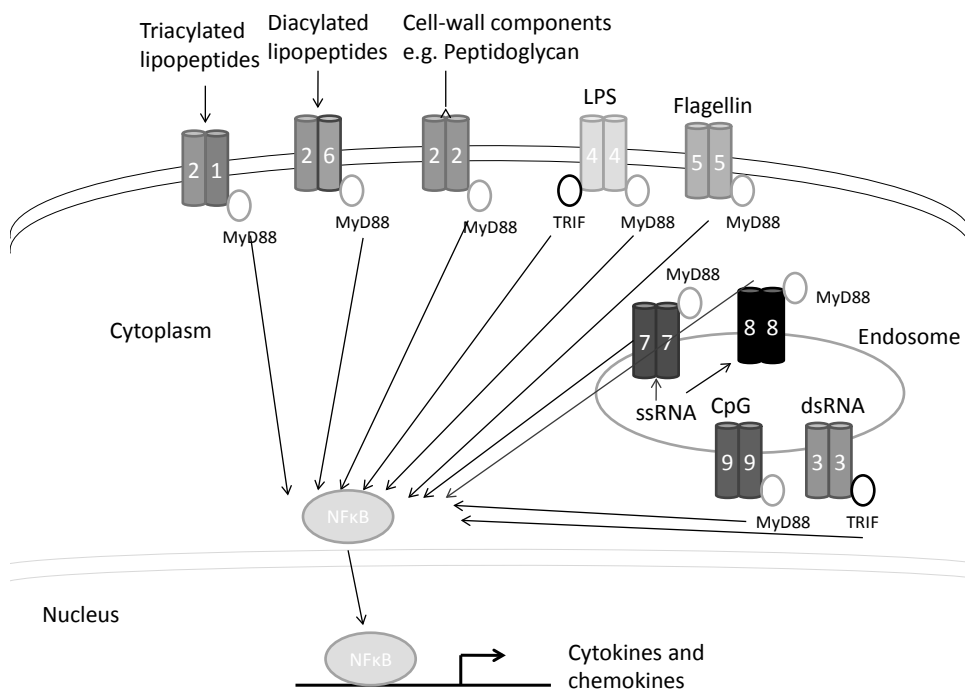 Triacylated
lipopeptides
Diacylated
lipopeptides
Cell-wall components
e.g. Peptidoglycan
LPS
Flagellin
2 1
2 6
2 2
4 4
5 5
MyD88
MyD88
MyD88
TRIF
MyD88
MyD88
MyD88
MyD88
Cytoplasm
7 7
8 8
Endosome
ssRNA
CpG
dsRNA
9 9
3 3
MyD88
TRIF
NFκB
Nucleus
NFκB
Cytokines and
chemokines